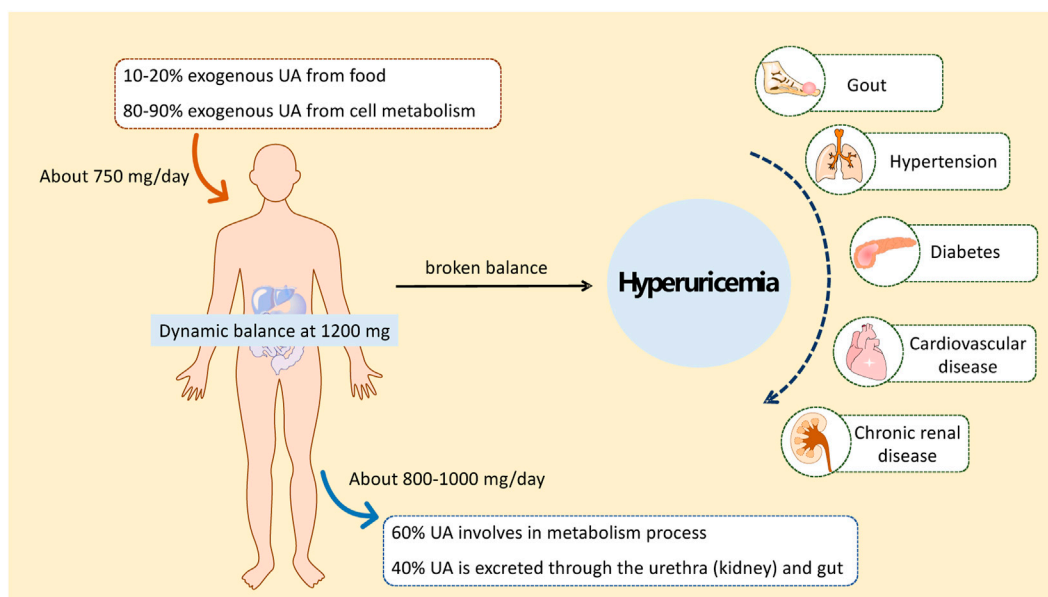 10-20% exogenous UA from food
80-90% exogenous UA from cell metabolism
About 750 mg/day
Dynamic balance at 1200 mg
broken balance
Hyperuricemia
Gout
Hypertension
Diabetes
Cardiovascular
disease
Chronic renal
disease
About 800-1000 mg/day
60% UA involves in metabolism process
40% UA is excreted through the urethra (kidney) and gut